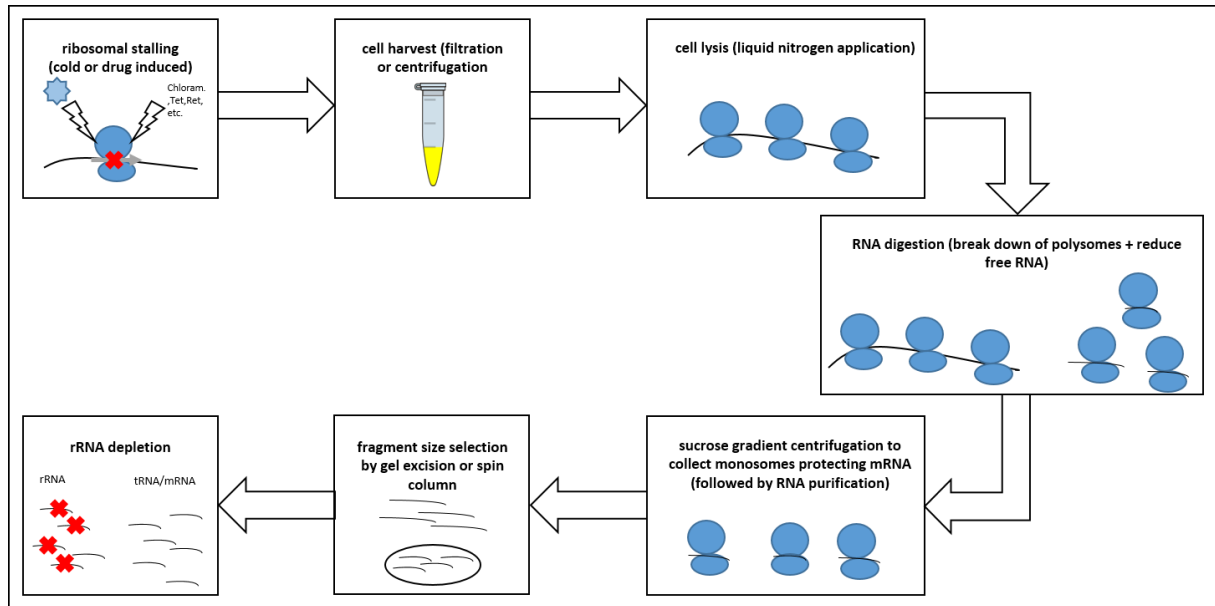 ribosomal stalling
(cold or drug induced)
Chloram.
,Tet,Ret,
etc.
cell harvest (filtration
or centrifugation
cell lysis (liquid nitrogen application)
RNA digestion (break down of polysomes + reduce
free RNA)
sucrose gradient centrifugation to
collect monosomes protecting mRNA
(followed by RNA purification)
fragment size selection
by gel excision or spin
column
rRNA depletion
rRNA
tRNA/mRNA